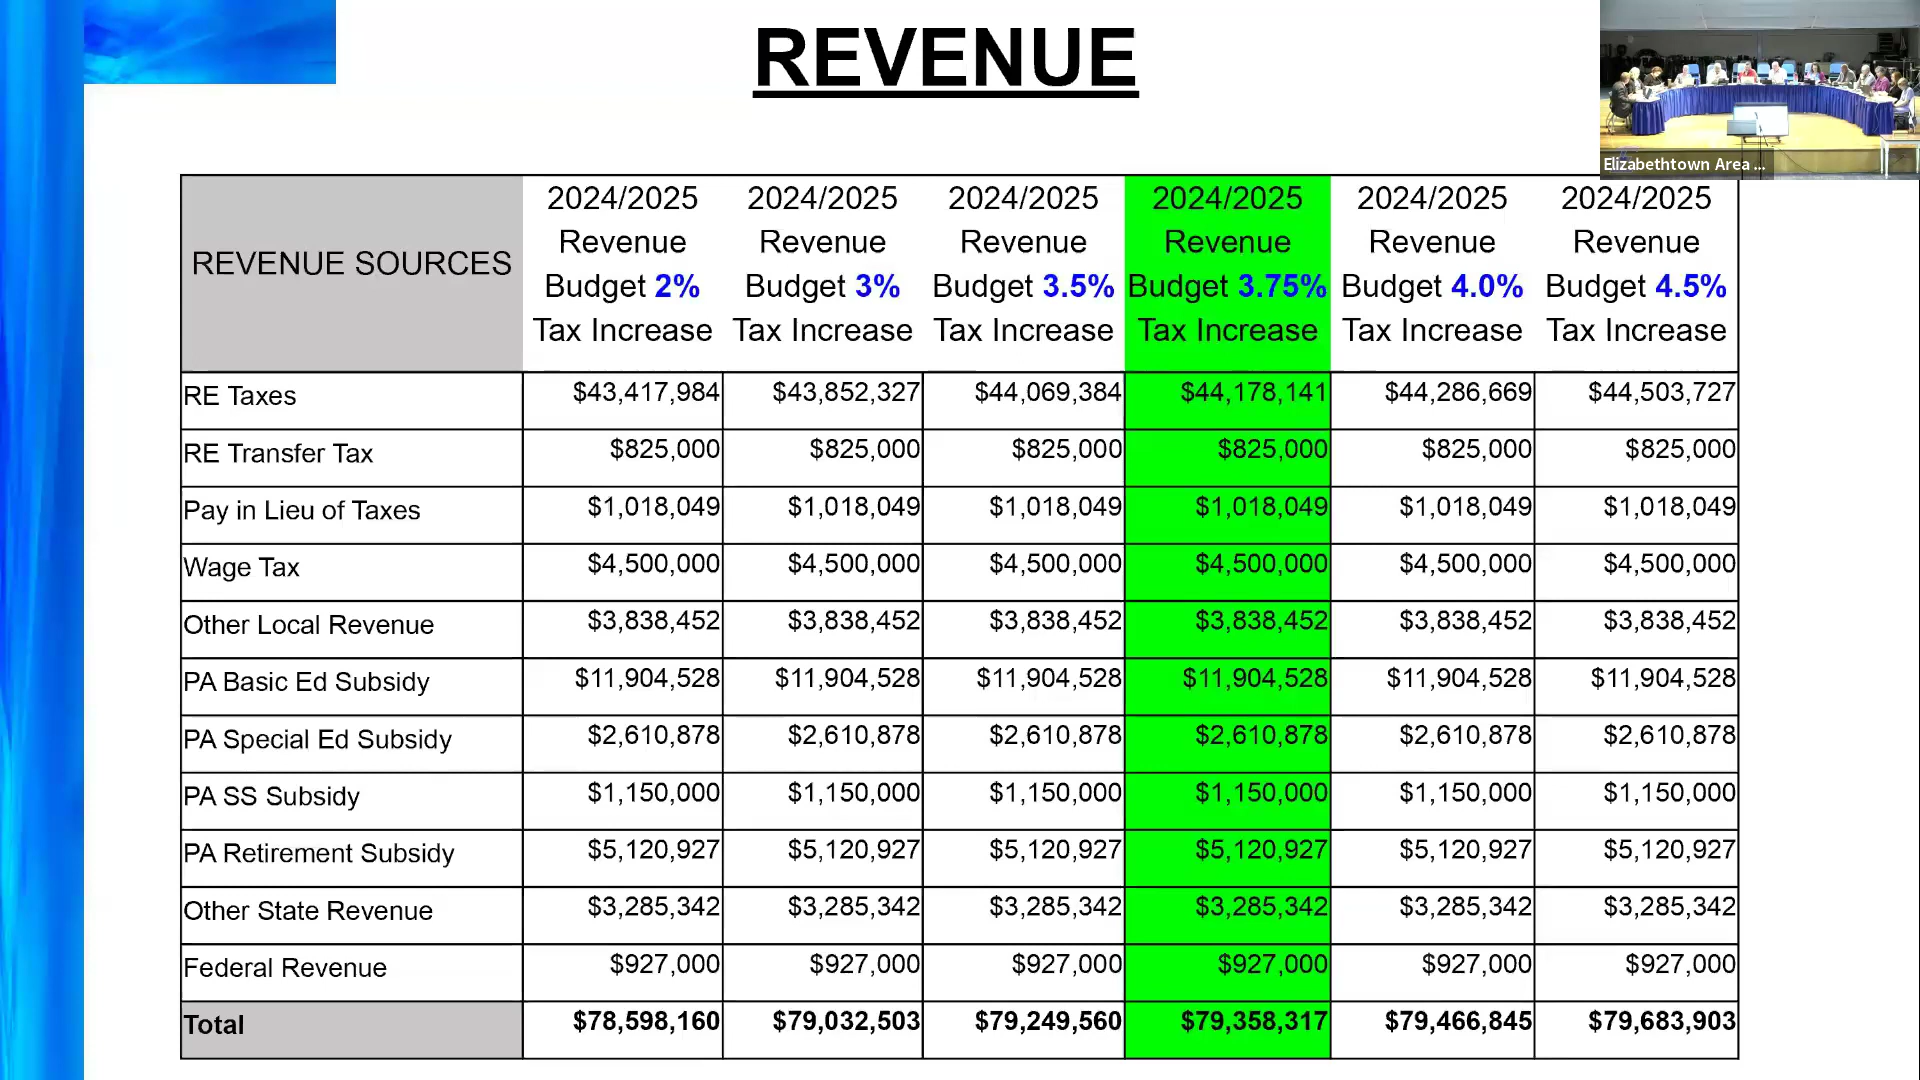 REVENUE
Elizabethtown Area ...
REVENUE SOURCES
2024/2025 Revenue Budget 2% Tax Increase
2024/2025 Revenue Budget 3% Tax Increase
2024/2025 Revenue Budget 3.5% Tax Increase
2024/2025 Revenue Budget 3.75% Tax Increase
2024/2025 Revenue Budget 4.0% Tax Increase
2024/2025 Revenue Budget 4.5% Tax Increase
RE Taxes $43,417,984 $43,852,327 $44,069,384 $44,178,141 $44,286,669 $44,503,727
RE Transfer Tax $825,000 $825,000 $825,000 $825,000 $825,000 $825,000
Pay in Lieu of Taxes $1,018,049 $1,018,049 $1,018,049 $1,018,049 $1,018,049 $1,018,049
Wage Tax $4,500,000 $4,500,000 $4,500,000 $4,500,000 $4,500,000 $4,500,000
Other Local Revenue $3,838,452 $3,838,452 $3,838,452 $3,838,452 $3,838,452 $3,838,452
PA Basic Ed Subsidy $11,904,528 $11,904,528 $11,904,528 $11,904,528 $11,904,528 $11,904,528
PA Special Ed Subsidy $2,610,878 $2,610,878 $2,610,878 $2,610,878 $2,610,878 $2,610,878
PA SS Subsidy $1,150,000 $1,150,000 $1,150,000 $1,150,000 $1,150,000 $1,150,000
PA Retirement Subsidy $5,120,927 $5,120,927 $5,120,927 $5,120,927 $5,120,927 $5,120,927
Other State Revenue $3,285,342 $3,285,342 $3,285,342 $3,285,342 $3,285,342 $3,285,342
Federal Revenue $927,000 $927,000 $927,000 $927,000 $927,000 $927,000
Total $78,598,160 $79,032,503 $79,249,560 $79,358,317 $79,466,845 $79,683,903